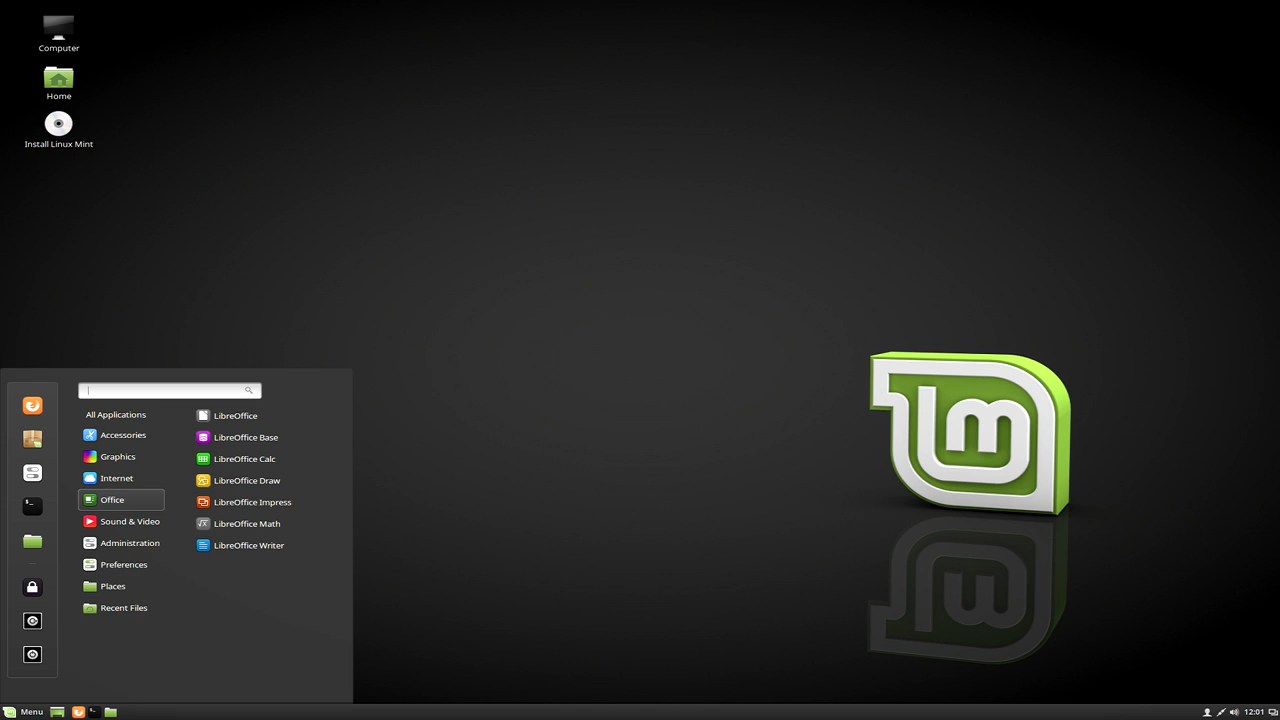 Computer
Home
Install Linux Mint
All Applications
Accessories
Graphics
Internet
Office
Sound & Video
Administration
Preferences
Places
Recent Files
LibreOffice
LibreOffice Base
LibreOffice Calc
LibreOffice Draw
LibreOffice Impress
LibreOffice Math
LibreOffice Writer
lm
Menu
12:01